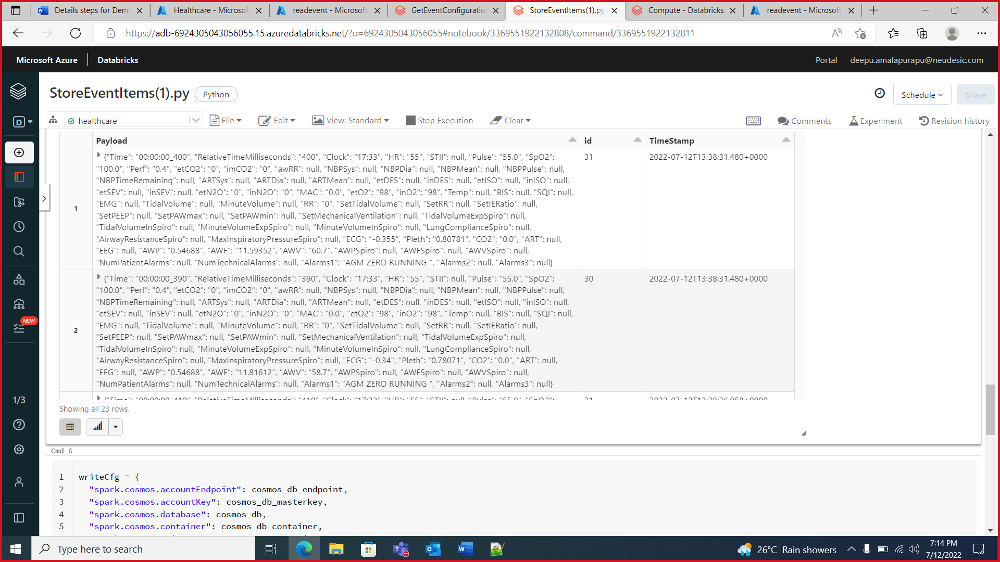 Details steps for Demo
Healthcare - Microsoft
readevent - Microsoft
GetEventConfiguration
StoreEventItems(1).py
Compute - Databricks
readevent - Microsoft
https://adb-6924305043056055.15.azuredatabricks.net/?o=6924305043056055#notebook/3369551922132808/command/3369551922132811
Microsoft Azure Databricks Portal deepu.amalapurapu@neudesic.com
StoreEventItems(1).py Python Schedule Share
D healthcare File Edit View: Standard Stop Execution Clear Comments Experiment Revision history
Payload id TimeStamp
{"Time": "00:00:00_400", "RelativeTimeMilliseconds": "400", "Clock": "17:33", "HR": "55", "STII": null, "Pulse": "55.0", "SpO2": 31 2022-07-12T13:38:31.480+0000
"100.0", "Perf": "0.4", "etCO2": "0", "imCO2": "0", "awRR": null, "NBPSys": null, "NBPDia": null, "NBPMean": null, "NBPPulse": null,
"NBPTimeRemaining": null, "ARTSys": null, "ARTDia": null, "ARTMean": null, "etDES": null, "inDES": null, "etISO": null, "inISO": null,
"etSEV": null, "inSEV": null, "etN2O": "0", "inN2O": "0", "MAC": "0.0", "etO2": "98", "inO2": "98", "Temp": null, "BIS": null, "SQI": null,
"EMG": null, "TidalVolume": null, "MinuteVolume": null, "RR": "0", "SetTidalVolume": null, "SetRR": null, "SetIERatio": null,
1 "SetPEEP": null, "SetPAWmax": null, "SetPAWmin": null, "SetMechanicalVentilation": null, "TidalVolumeExpSpiro": null,
"TidalVolumeInSpiro": null, "MinuteVolumeExpSpiro": null, "MinuteVolumeInSpiro": null, "LungComplianceSpiro": null,
"AirwayResistanceSpiro": null, "MaxInspiratoryPressureSpiro": null, "ECG": "-0.355", "Pleth": "0.80781", "CO2": "0.0", "ART": null,
"EEG": null, "AWP": "0.54688", "AWF": "11.59352", "AWV": "60.7", "AWPSpiro": null, "AWFSpiro": null, "AWVSpiro": null,
"NumPatientAlarms": null, "NumTechnicalAlarms": null, "Alarms1": "AGM ZERO RUNNING ", "Alarms2": null, "Alarms3": null}
{"Time": "00:00:00_390", "RelativeTimeMilliseconds": "390", "Clock": "17:33", "HR": "55", "STII": null, "Pulse": "55.0", "SpO2": 30 2022-07-12T13:38:31.480+0000
"100.0", "Perf": "0.4", "etCO2": "0", "imCO2": "0", "awRR": null, "NBPSys": null, "NBPDia": null, "NBPMean": null, "NBPPulse": null,
"NBPTimeRemaining": null, "ARTSys": null, "ARTDia": null, "ARTMean": null, "etDES": null, "inDES": null, "etISO": null, "inISO": null,
"etSEV": null, "inSEV": null, "etN2O": "0", "inN2O": "0", "MAC": "0.0", "etO2": "98", "inO2": "98", "Temp": null, "BIS": null, "SQI": null,
"EMG": null, "TidalVolume": null, "MinuteVolume": null, "RR": "0", "SetTidalVolume": null, "SetRR": null, "SetIERatio": null,
2 "SetPEEP": null, "SetPAWmax": null, "SetPAWmin": null, "SetMechanicalVentilation": null, "TidalVolumeExpSpiro": null,
"TidalVolumeInSpiro": null, "MinuteVolumeExpSpiro": null, "MinuteVolumeInSpiro": null, "LungComplianceSpiro": null,
"AirwayResistanceSpiro": null, "MaxInspiratoryPressureSpiro": null, "ECG": "-0.34", "Pleth": "0.78071", "CO2": "0.0", "ART": null,
"EEG": null, "AWP": "0.54688", "AWF": "11.81612", "AWV": "58.7", "AWPSpiro": null, "AWFSpiro": null, "AWVSpiro": null,
"NumPatientAlarms": null, "NumTechnicalAlarms": null, "Alarms1": "AGM ZERO RUNNING ", "Alarms2": null, "Alarms3": null}
{"Time": "00:00:00_410", "RelativeTimeMilliseconds": "410", "Clock": "17:33", "HR": "55", "STII": null, "Pulse": "55.0", "SpO2": 31 2022-07-12T13:38:36.058+0000
NEW
1/3
Showing all 23 rows.
Cmd 6
1 writeCfg = {
2 "spark.cosmos.accountEndpoint": cosmos_db_endpoint,
3 "spark.cosmos.accountKey": cosmos_db_masterkey,
4 "spark.cosmos.database": cosmos_db,
5 "spark.cosmos.container": cosmos_db_container,
Type here to search
26°C Rain showers
7:14 PM
7/12/2022